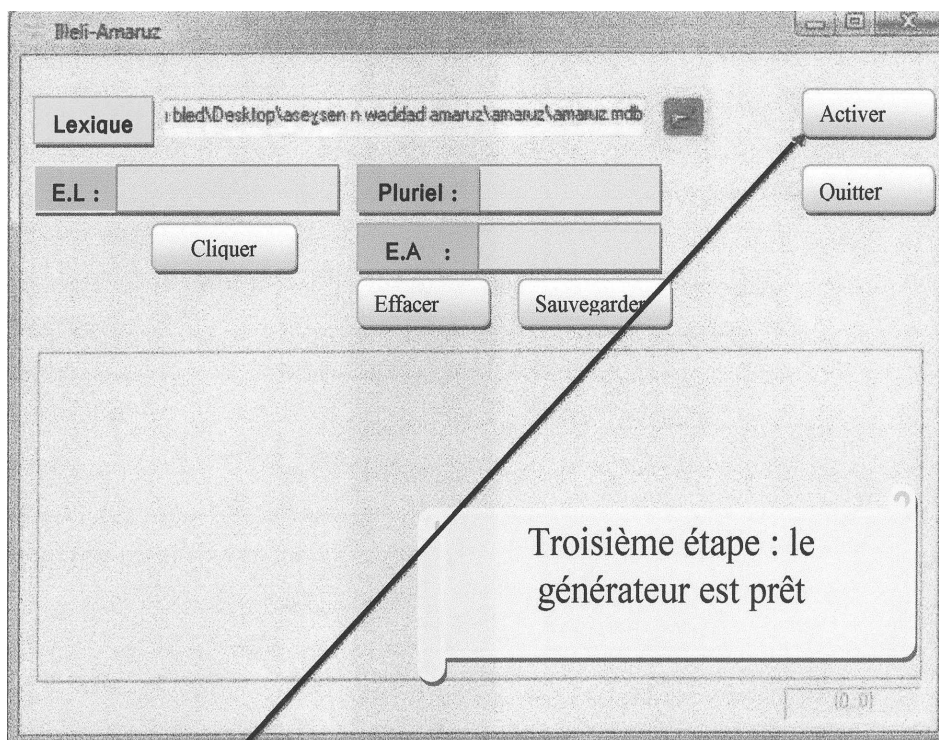 Illeli-Amaruz
Lexique bled\Desktop\aseɣsen n waddad amaruz\amaruz\amaruz.mdb Activer
E.L : Pluriel : Quitter
Cliquer E.A :
Effacer Sauvegarder
Troisième étape : le
générateur est prêt
(0. 0)